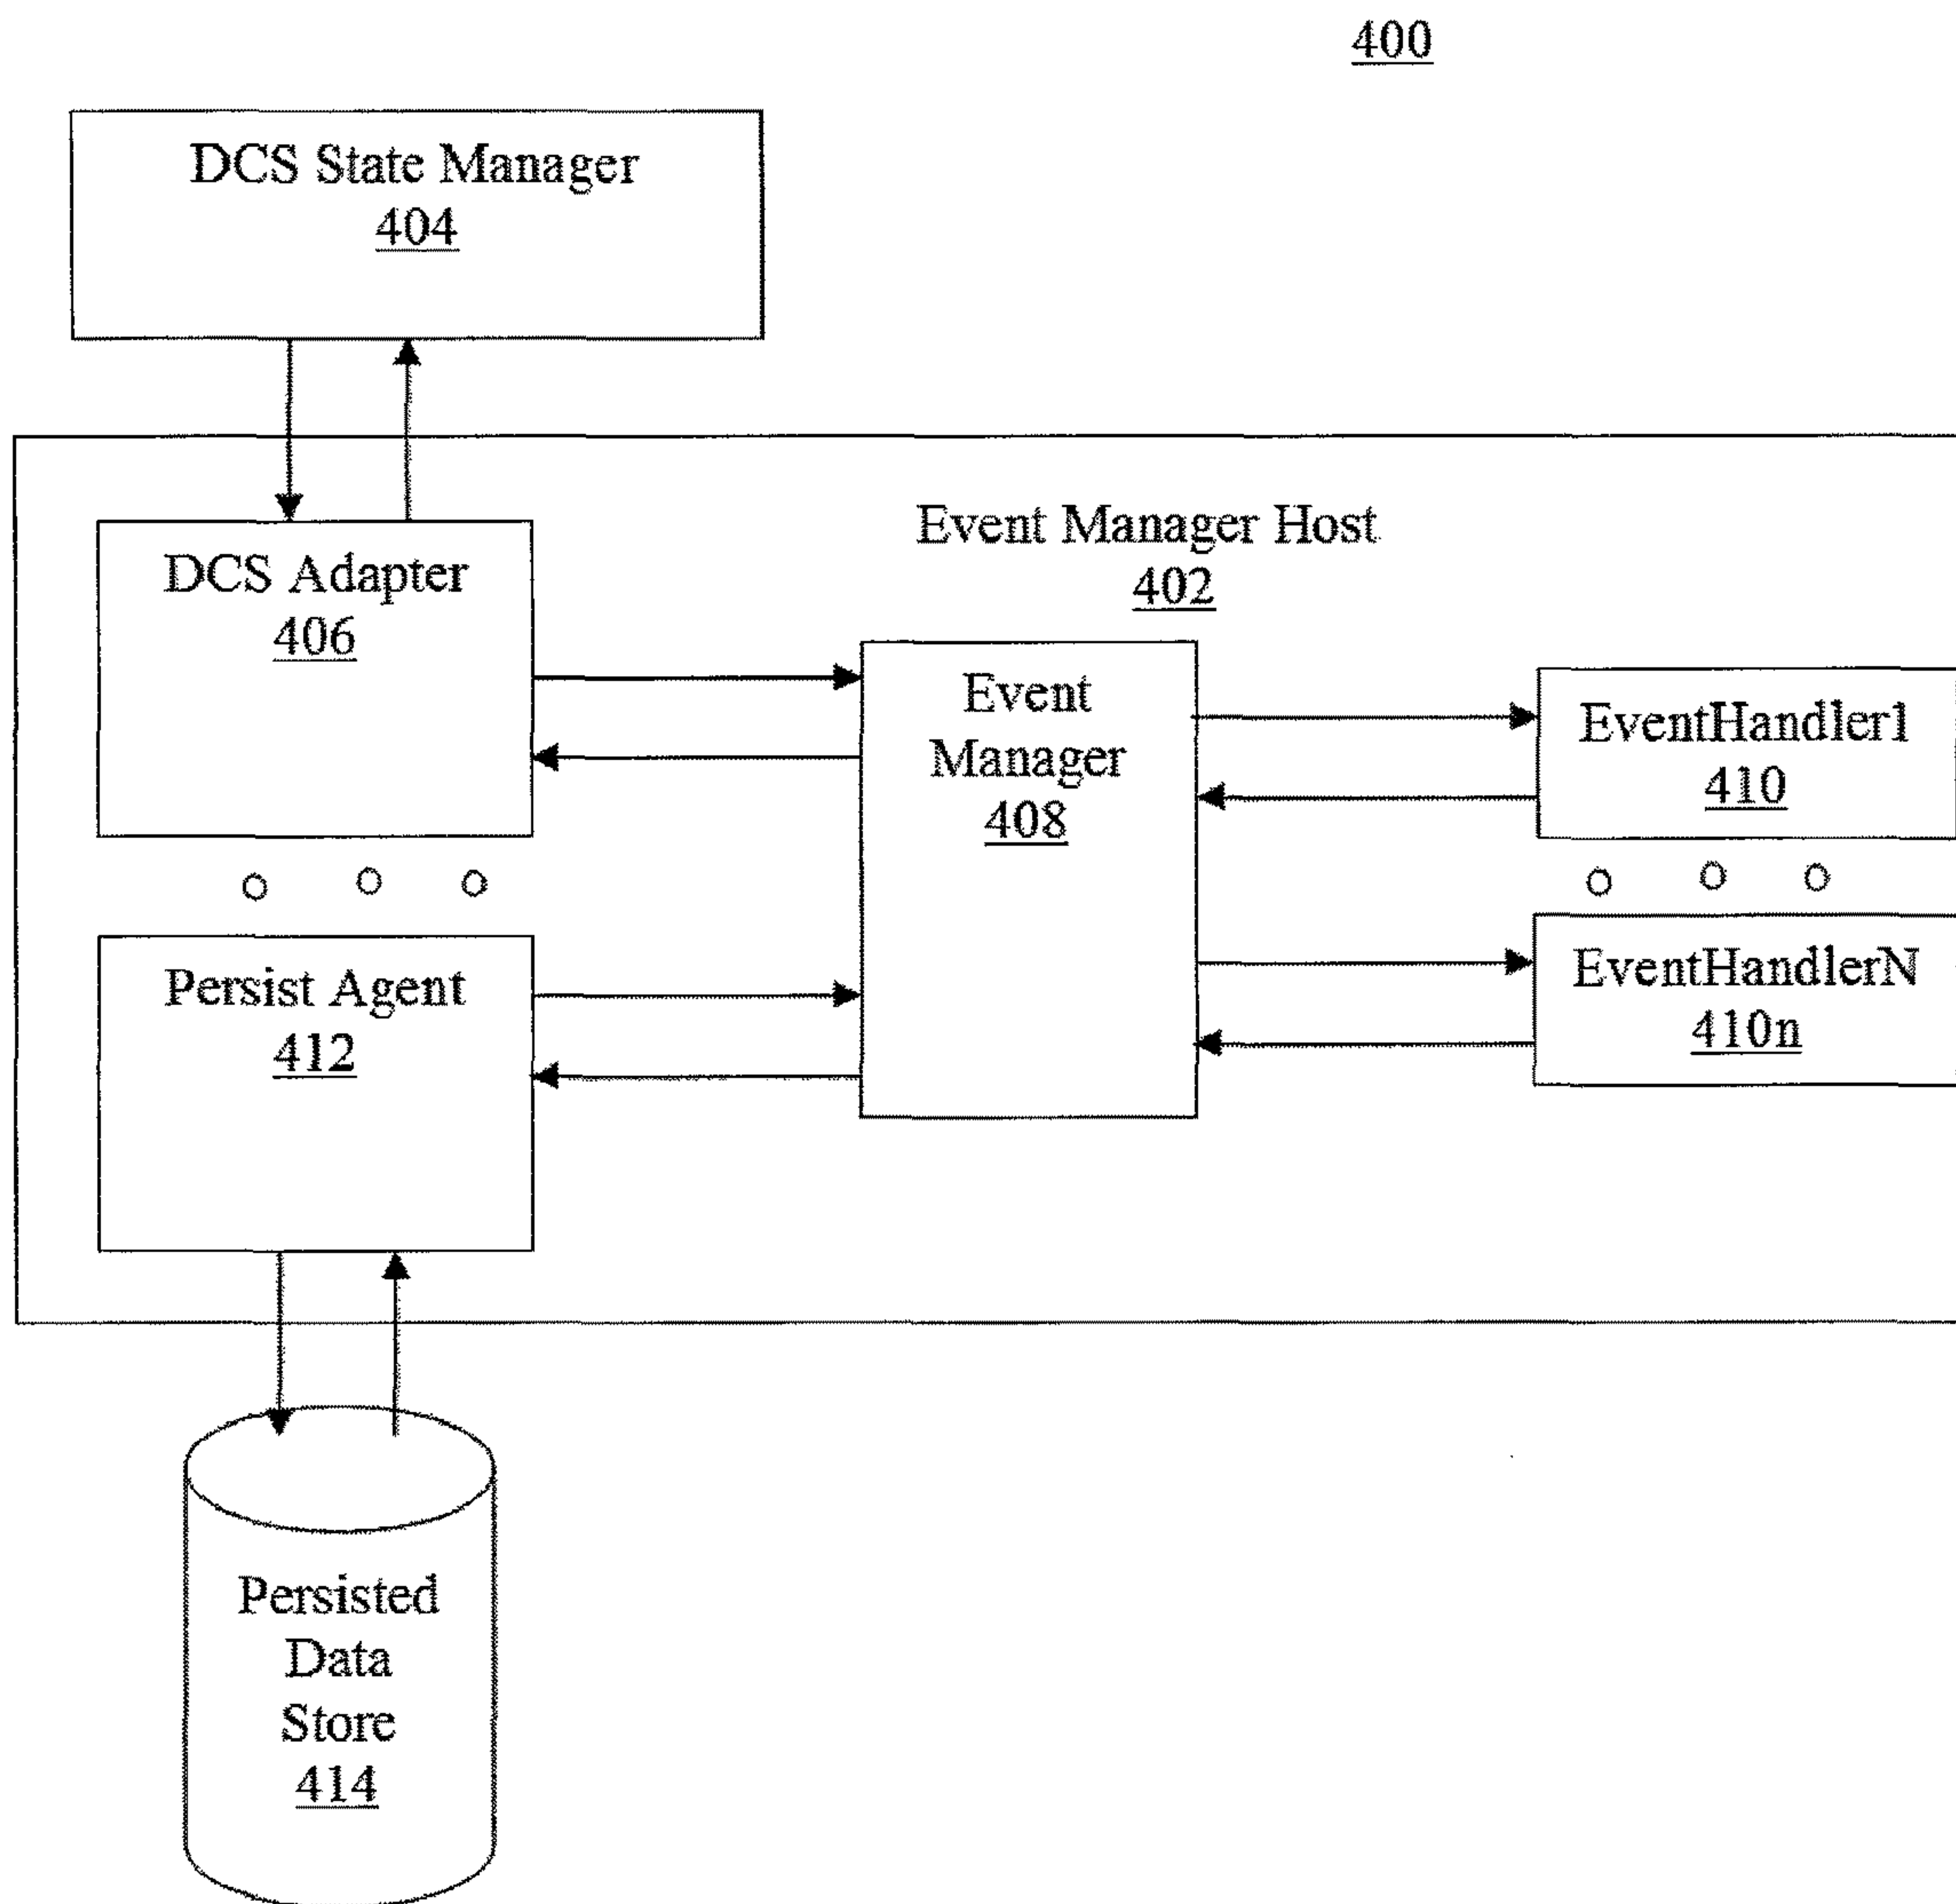 400
DCS State Manager
404
Event Manager Host
402
DCS Adapter
406
Event
Manager
408
EventHandler1
410
Persist Agent
412
EventHandlerN
410n
Persisted
Data
Store
414